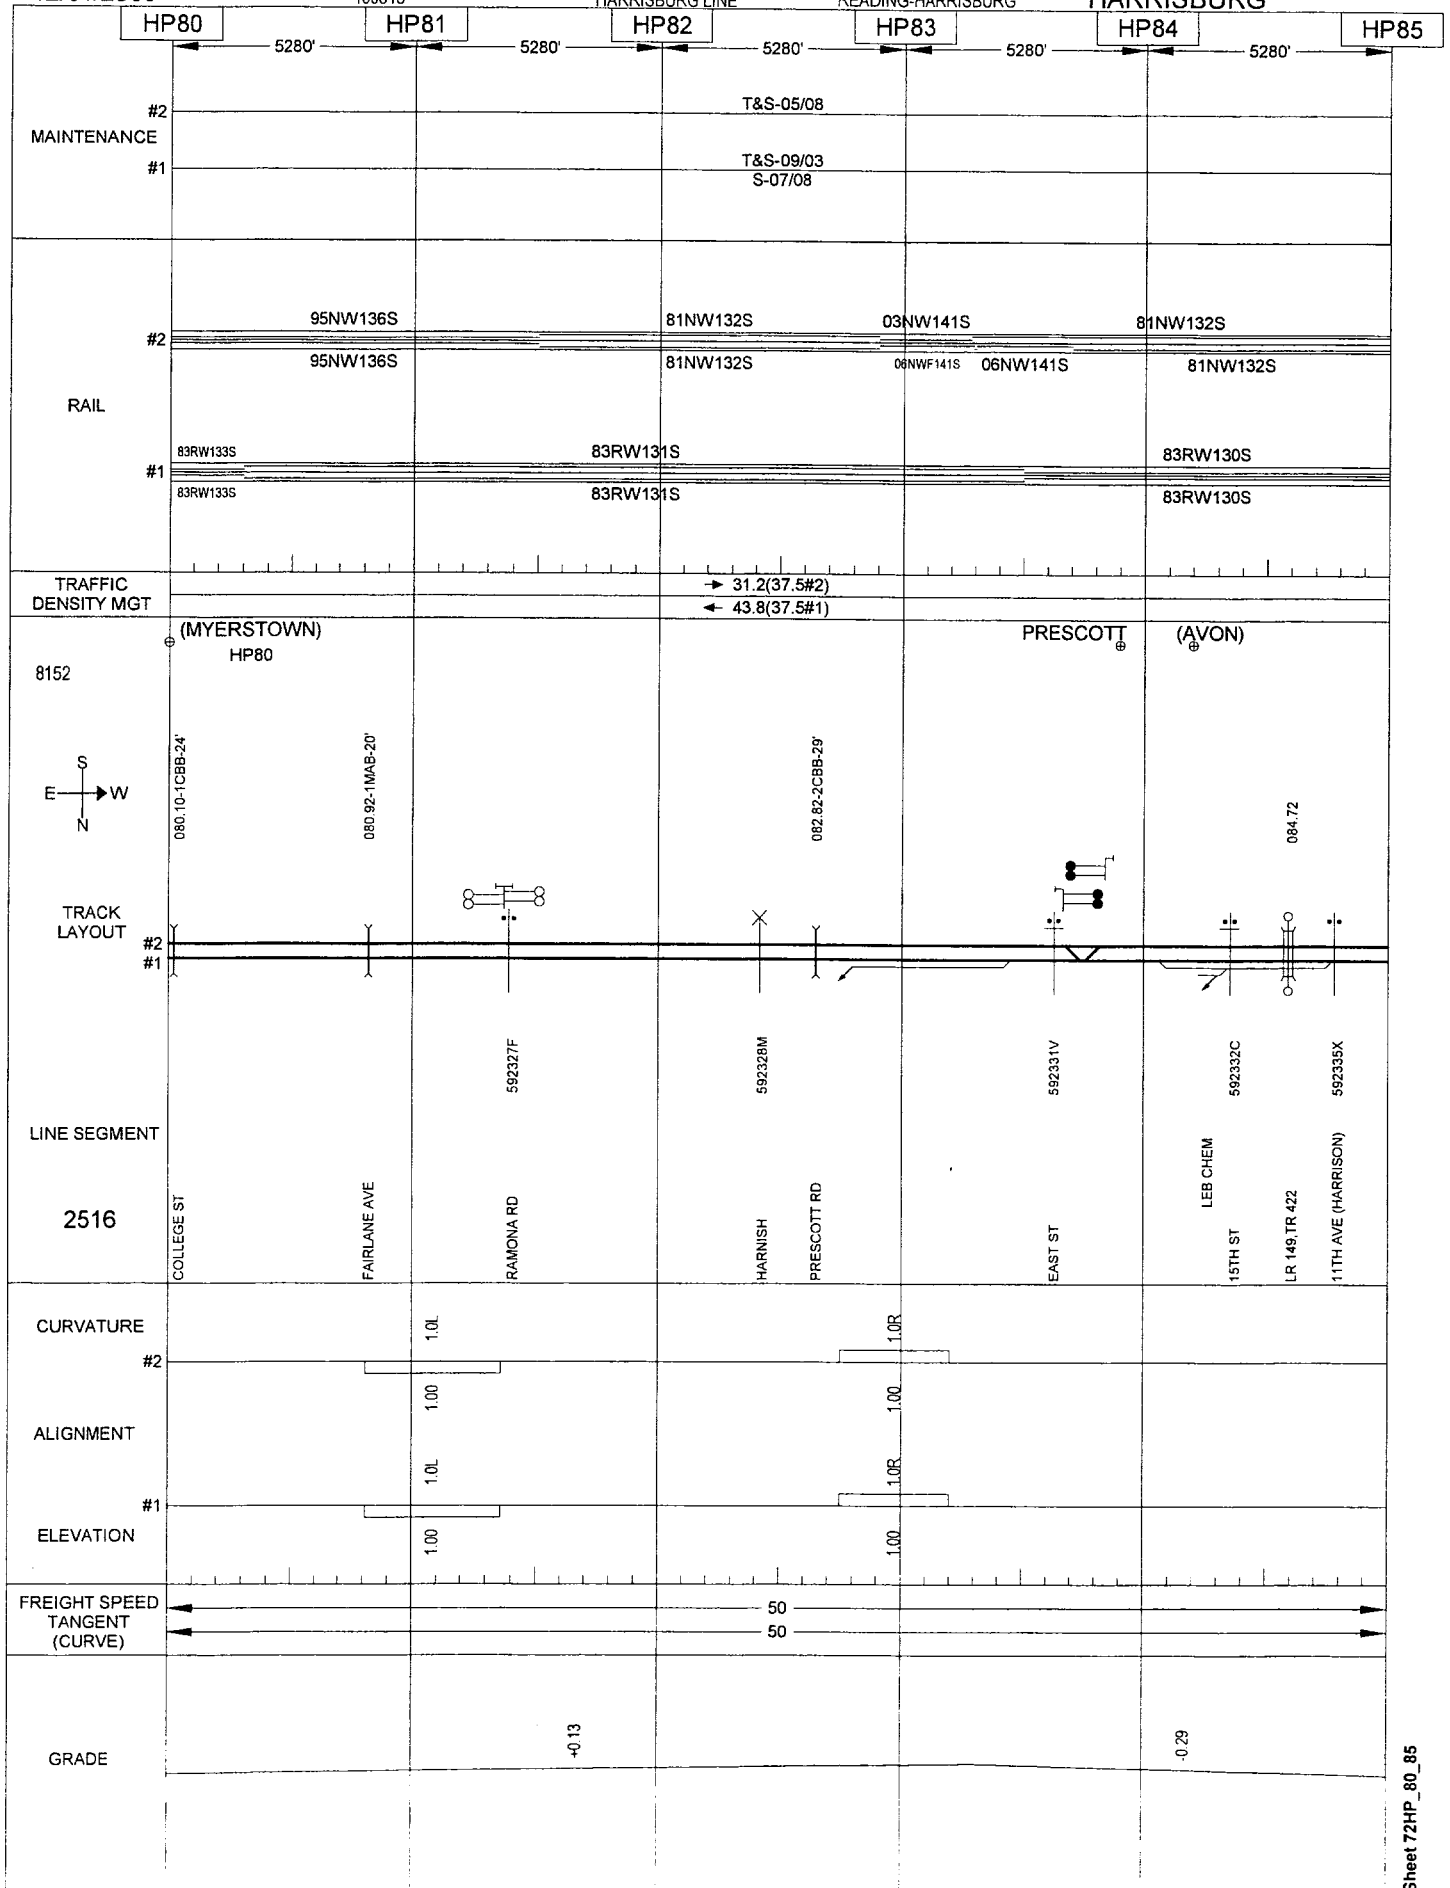 HARRISBURG LINE
READING-HARRISBURG
HARRISBURG
HP80
HP81
HP82
HP83
HP84
HP85
5280'
5280'
5280'
5280'
5280'
MAINTENANCE
#2
T&S-05/08
#1
T&S-09/03
S-07/08
RAIL
#2
95NW136S
81NW132S
03NW141S
81NW132S
95NW136S
81NW132S
06NWF141S
06NW141S
81NW132S
#1
83RW133S
83RW131S
83RW130S
83RW133S
83RW131S
83RW130S
TRAFFIC
DENSITY MGT
31.2(37.5#2)
43.8(37.5#1)
(MYERSTOWN)
HP80
PRESCOTT
(AVON)
8152
S
E
W
N
080.10-1CBB-24'
080.92-1MAB-20'
082.82-2CBB-29'
084.72
TRACK
LAYOUT
#2
#1
592327F
592328M
592331V
592332C
592335X
LINE SEGMENT
2516
COLLEGE ST
FAIRLANE AVE
RAMONA RD
HARNISH
PRESCOTT RD
EAST ST
LEB CHEM
15TH ST
LR 149,TR 422
11TH AVE (HARRISON)
CURVATURE
#2
1.0L
1.0R
1.00
1.00
ALIGNMENT
1.0L
1.0R
#1
ELEVATION
1.00
1.00
FREIGHT SPEED
TANGENT
(CURVE)
50
50
GRADE
+0.13
-0.29
Sheet 72HP_80_85